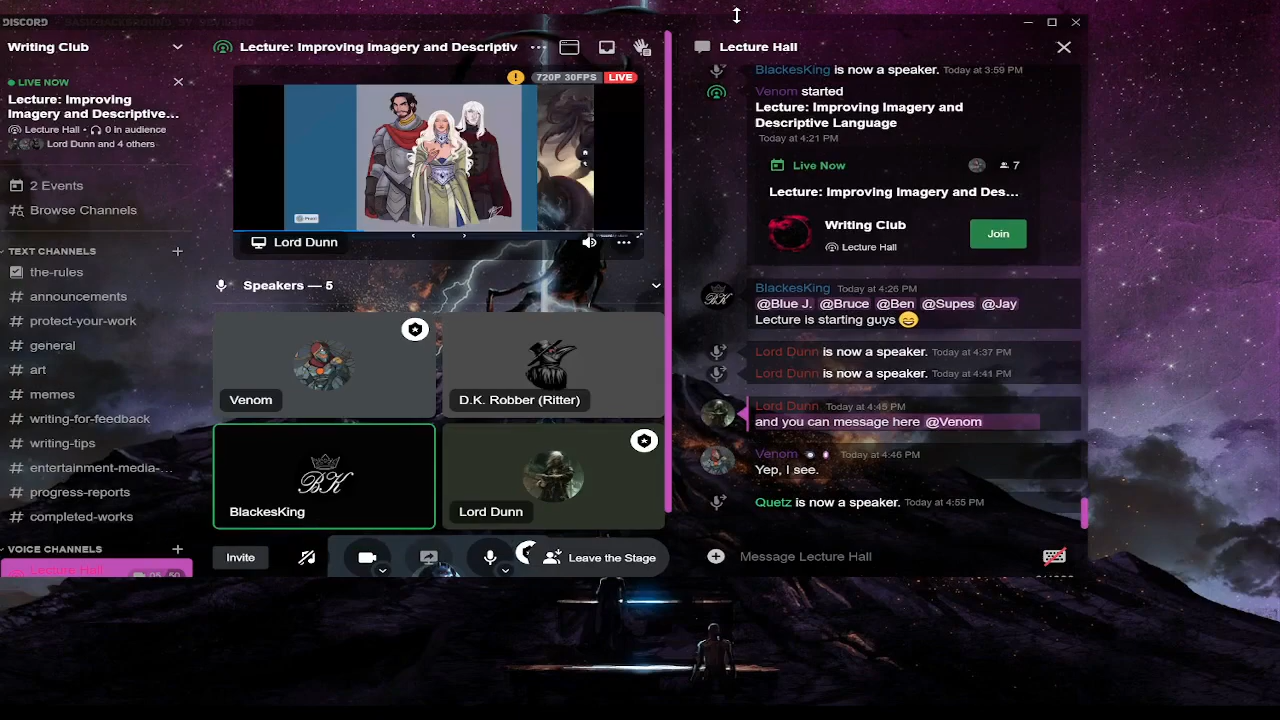 DISCORD
Writing Club
LIVE NOW
Lecture: Improving
Imagery and Descriptive...
Lecture Hall • 0 in audience
Lord Dunn and 4 others
2 Events
Browse Channels
TEXT CHANNELS
the-rules
announcements
protect-your-work
general
art
memes
writing-for-feedback
writing-tips
entertainment-media-...
progress-reports
completed-works
VOICE CHANNELS
Lecture Hall
Lecture: Improving Imagery and Descriptiv
720P 30FPS LIVE
Lord Dunn
Speakers — 5
Venom
D.K. Robber (Ritter)
BK
BlackesKing
Lord Dunn
Invite
Leave the Stage
Lecture Hall
BlackesKing is now a speaker. Today at 3:59 PM
Venom started
Lecture: Improving Imagery and
Descriptive Language
Today at 4:21 PM
Live Now
7
Lecture: Improving Imagery and Des...
Writing Club
Lecture Hall
Join
BK
BlackesKing Today at 4:26 PM
@Blue J. @Bruce @Ben @Supes @Jay
Lecture is starting guys 😄
Lord Dunn is now a speaker. Today at 4:37 PM
Lord Dunn is now a speaker. Today at 4:41 PM
Lord Dunn Today at 4:45 PM
and you can message here @Venom
Venom Today at 4:46 PM
Yep, I see.
Quetz is now a speaker. Today at 4:55 PM
Message Lecture Hall